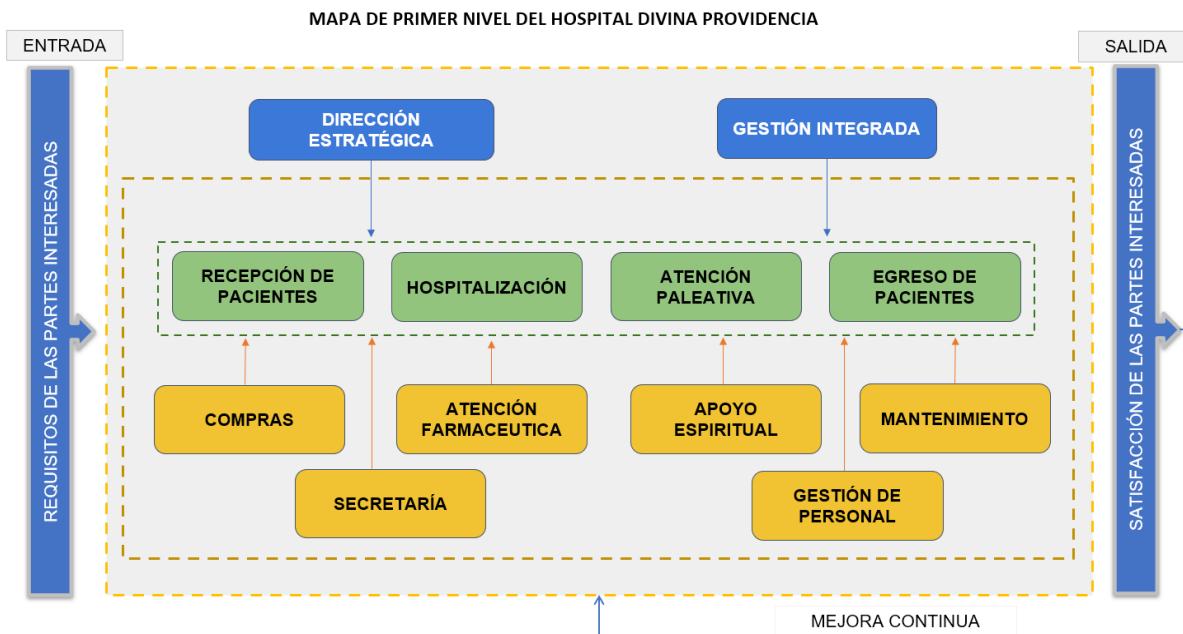 MAPA DE PRIMER NIVEL DEL HOSPITAL DIVINA PROVIDENCIA
ENTRADA
SALIDA
REQUISITOS DE LAS PARTES INTERESADAS
DIRECCIÓN
ESTRATÉGICA
GESTIÓN INTEGRADA
RECEPCIÓN DE
PACIENTES
HOSPITALIZACIÓN
ATENCIÓN
PALEATIVA
EGRESO DE
PACIENTES
COMPRAS
ATENCIÓN
FARMACEUTICA
APOYO
ESPIRITUAL
MANTENIMIENTO
SECRETARÍA
GESTIÓN DE
PERSONAL
SATISFACCIÓN DE LAS PARTES INTERESADAS
MEJORA CONTINUA